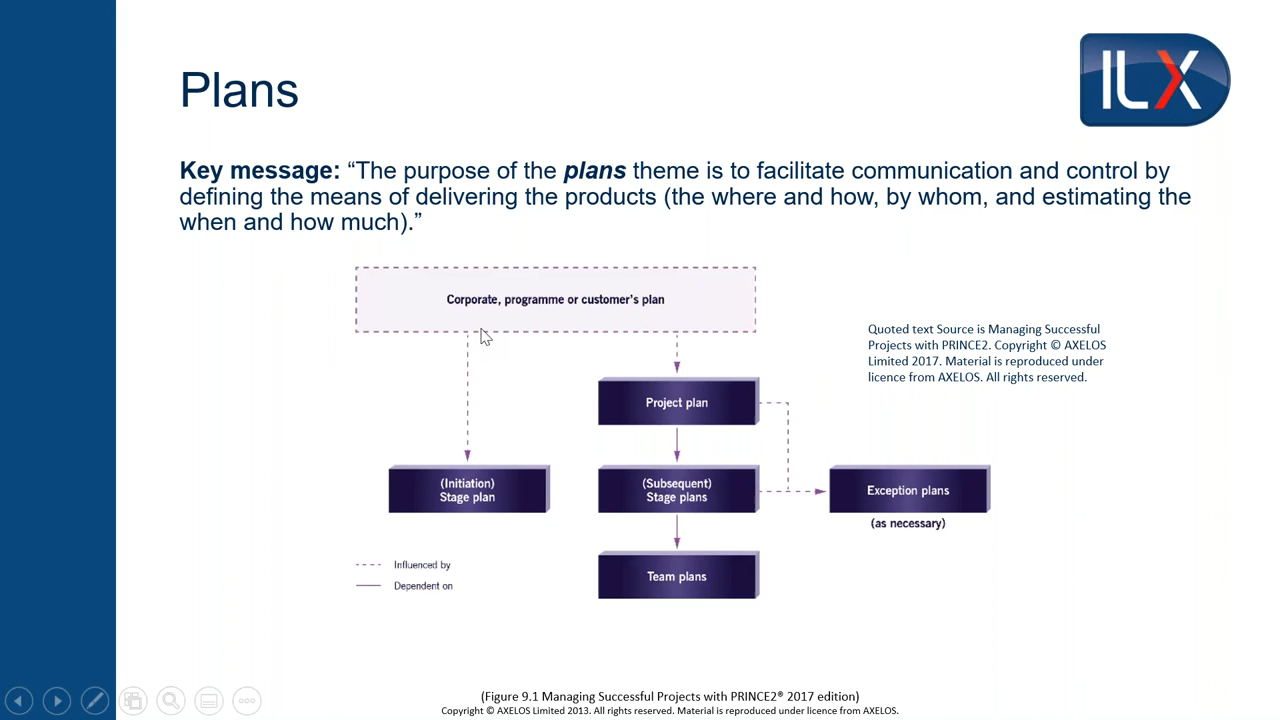 Plans
ILX
Key message: “The purpose of the plans theme is to facilitate communication and control by
defining the means of delivering the products (the where and how, by whom, and estimating the
when and how much).”
Corporate, programme or customer's plan
Quoted text Source is Managing Successful
Projects with PRINCE2. Copyright © AXELOS
Limited 2017. Material is reproduced under
licence from AXELOS. All rights reserved.
Project plan
(Initiation)
Stage plan
(Subsequent)
Stage plans
Exception plans
(as necessary)
Influenced by
Dependent on
Team plans
(Figure 9.1 Managing Successful Projects with PRINCE2® 2017 edition)
Copyright © AXELOS Limited 2013. All rights reserved. Material is reproduced under licence from AXELOS.